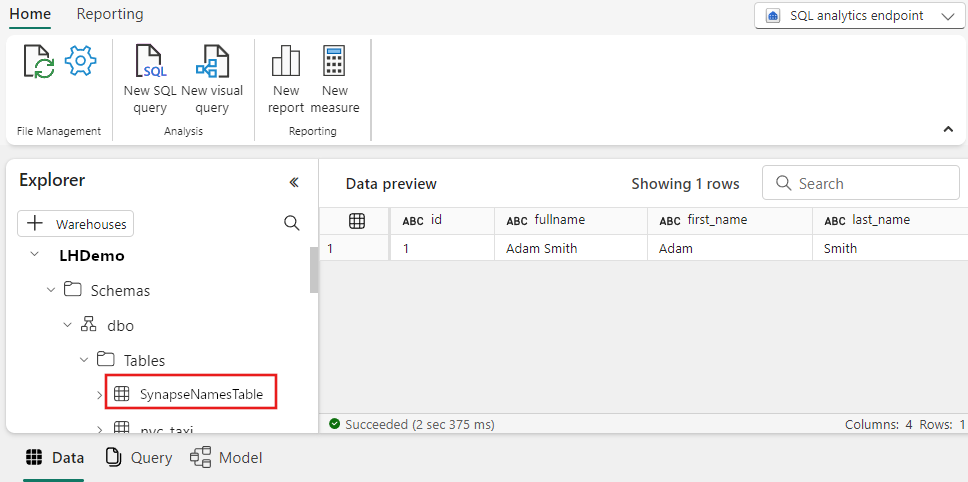 Home Reporting
SQL analytics endpoint
SQL
New SQL query
New visual query
New report
New measure
File Management
Analysis
Reporting
Explorer
Warehouses
LHDemo
Schemas
dbo
Tables
SynapseNamesTable
nyc_taxi
Data preview Showing 1 rows Search
ABC id ABC fullname ABC first_name ABC last_name
1 1 Adam Smith Adam Smith
Succeeded (2 sec 375 ms) Columns: 4 Rows: 1
Data Query Model